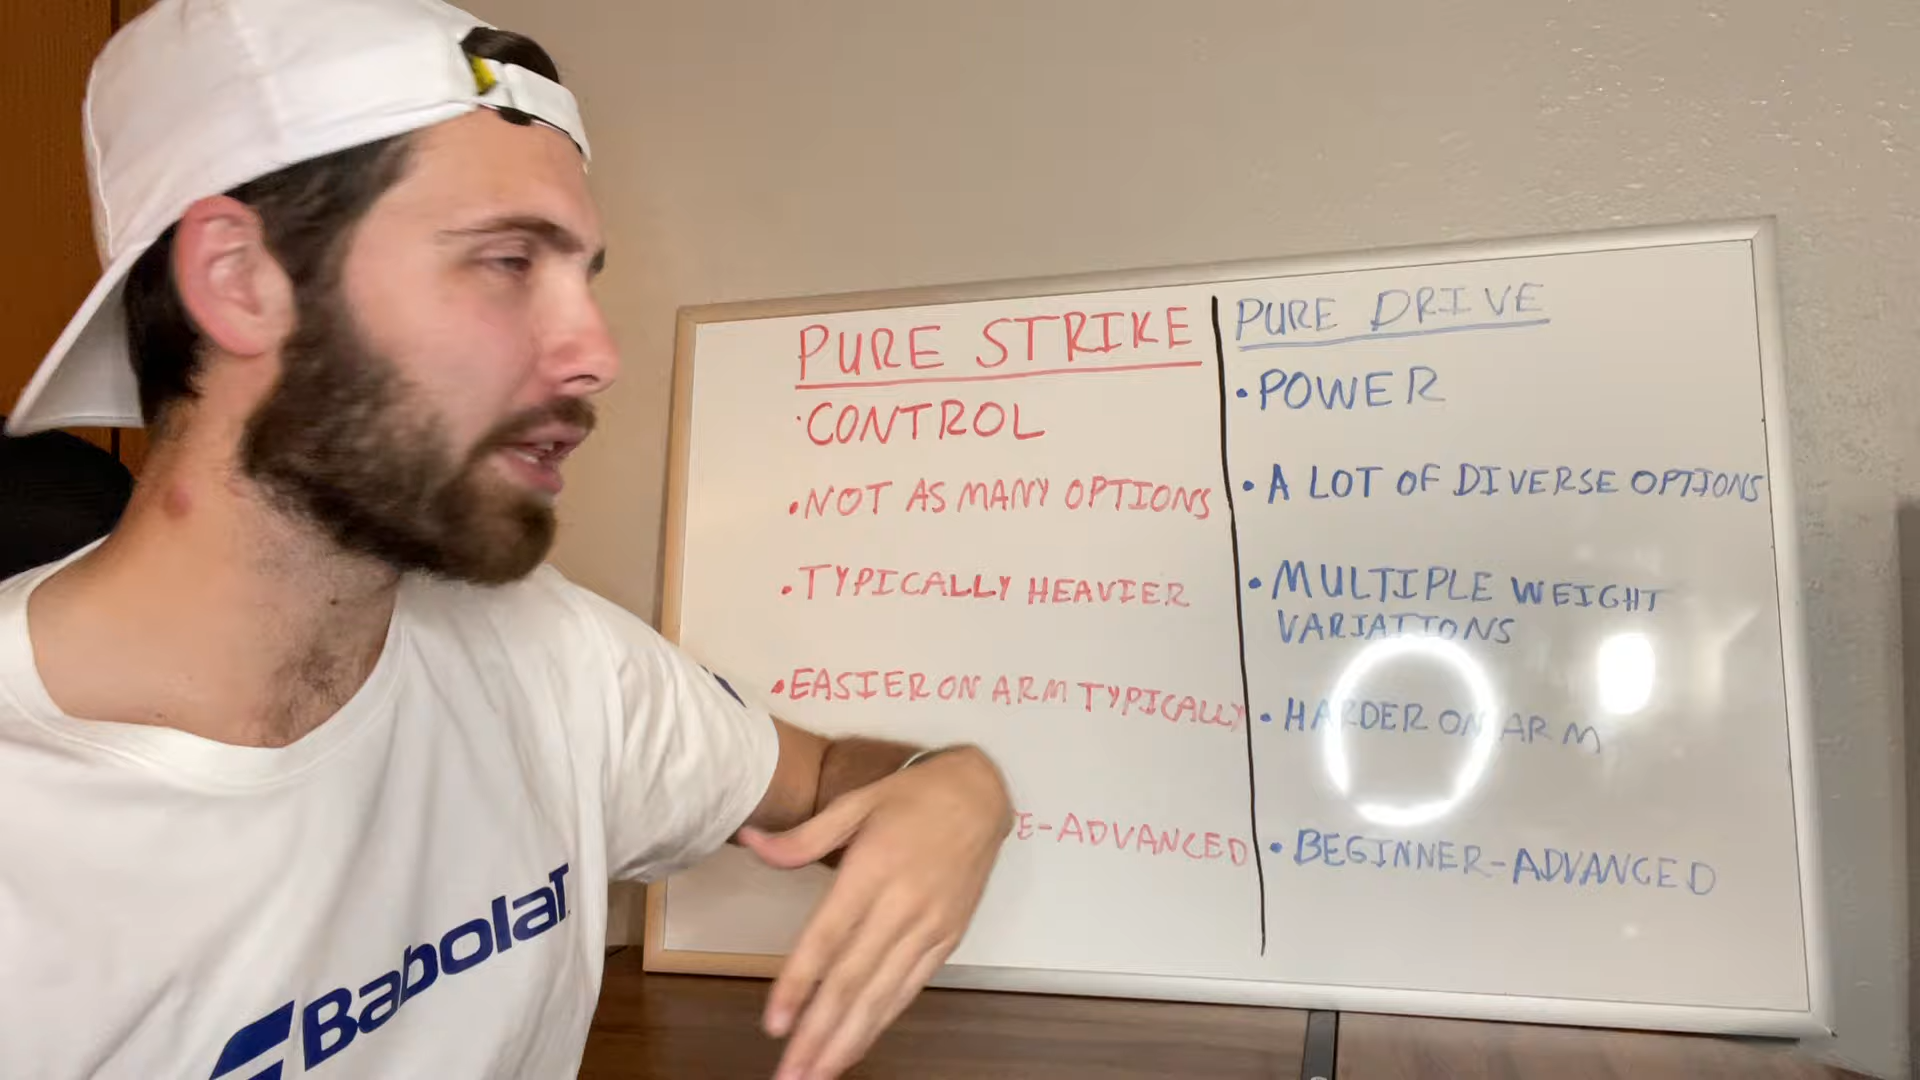 PURE STRIKE
·CONTROL
•NOT AS MANY OPTIONS
•TYPICALLY HEAVIER
•EASIER ON ARM TYPICALLY
E-ADVANCED
PURE DRIVE
•POWER
•A LOT OF DIVERSE OPTIONS
•MULTIPLE WEIGHT
VARIATIONS
•HARDER ON ARM
•BEGINNER-ADVANCED
BabolaT